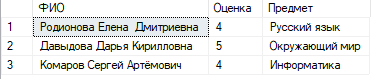 ФИО Оценка Предмет
1 Родионова Елена  Дмитриевна 4 Русский язык
2 Давыдова Дарья Кирилловна 5 Окружающий мир
3 Комаров Сергей Артёмович 4 Информатика